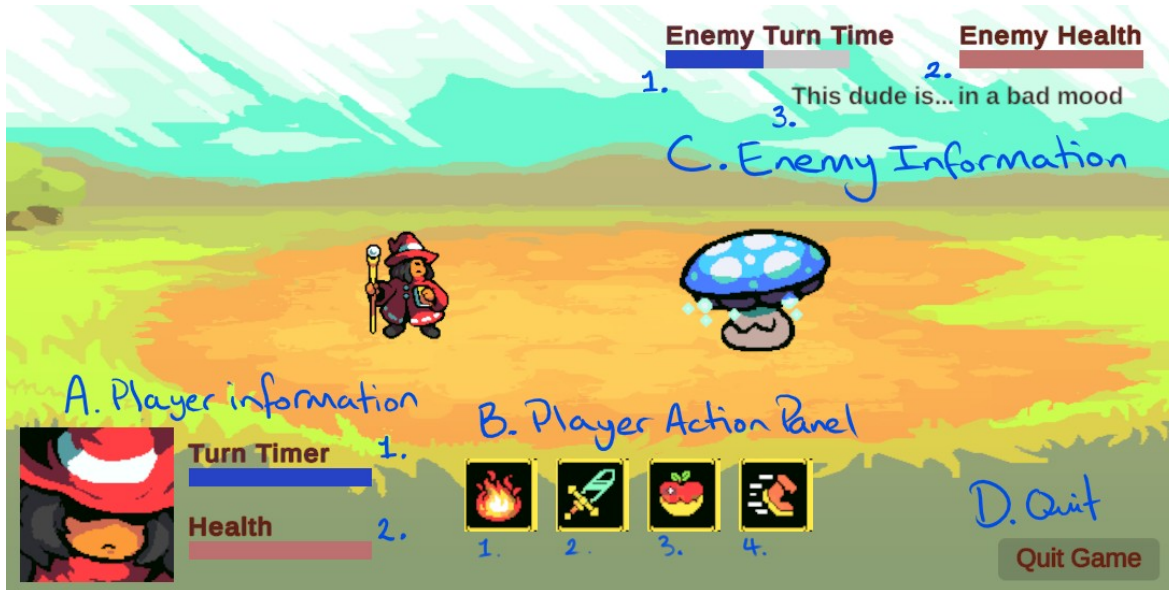 Enemy Turn Time
Enemy Health
1.
2.
This dude is... in a bad mood
3.
C. Enemy Information
A. Player information
B. Player Action Panel
Turn Timer 1.
Health 2.
1. 2. 3. 4.
D. Quit
Quit Game